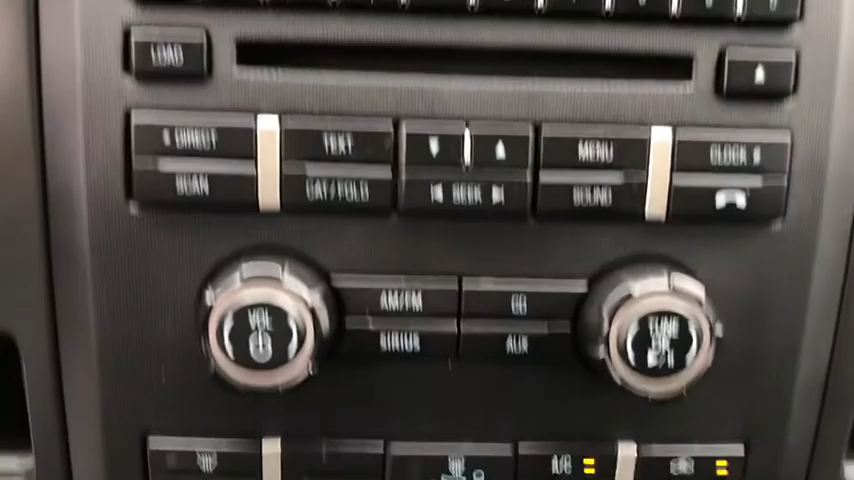 LOAD
DIRECT TEXT MENU CLOCK
SCAN CAT/FOLD SEEK SOUND
AM/FM CD
VOL TUNE
SIRIUS AUX
A/C